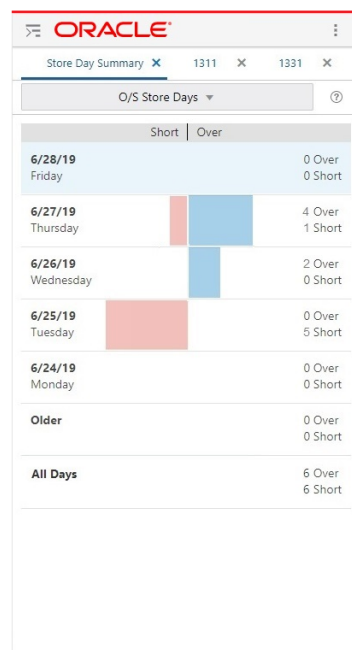 ORACLE
Store Day Summary X 1311 X 1331 X
O/S Store Days ?
Short Over
6/28/19 0 Over
Friday 0 Short
6/27/19 4 Over
Thursday 1 Short
6/26/19 2 Over
Wednesday 0 Short
6/25/19 0 Over
Tuesday 5 Short
6/24/19 0 Over
Monday 0 Short
Older 0 Over
0 Short
All Days 6 Over
6 Short